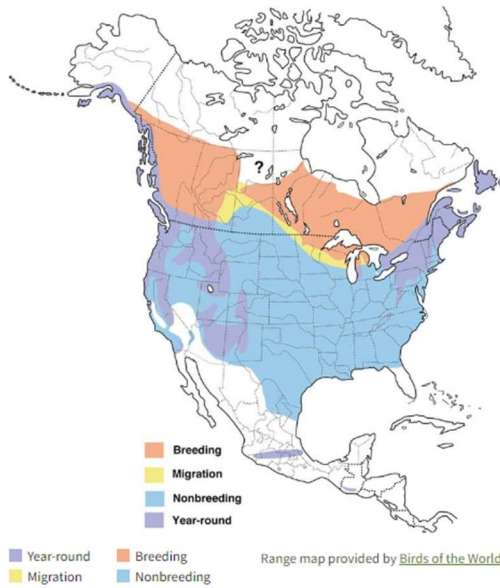 ?
Breeding
Migration
Nonbreeding
Year-round
Year-round Breeding Range map provided by Birds of the World
Migration Nonbreeding